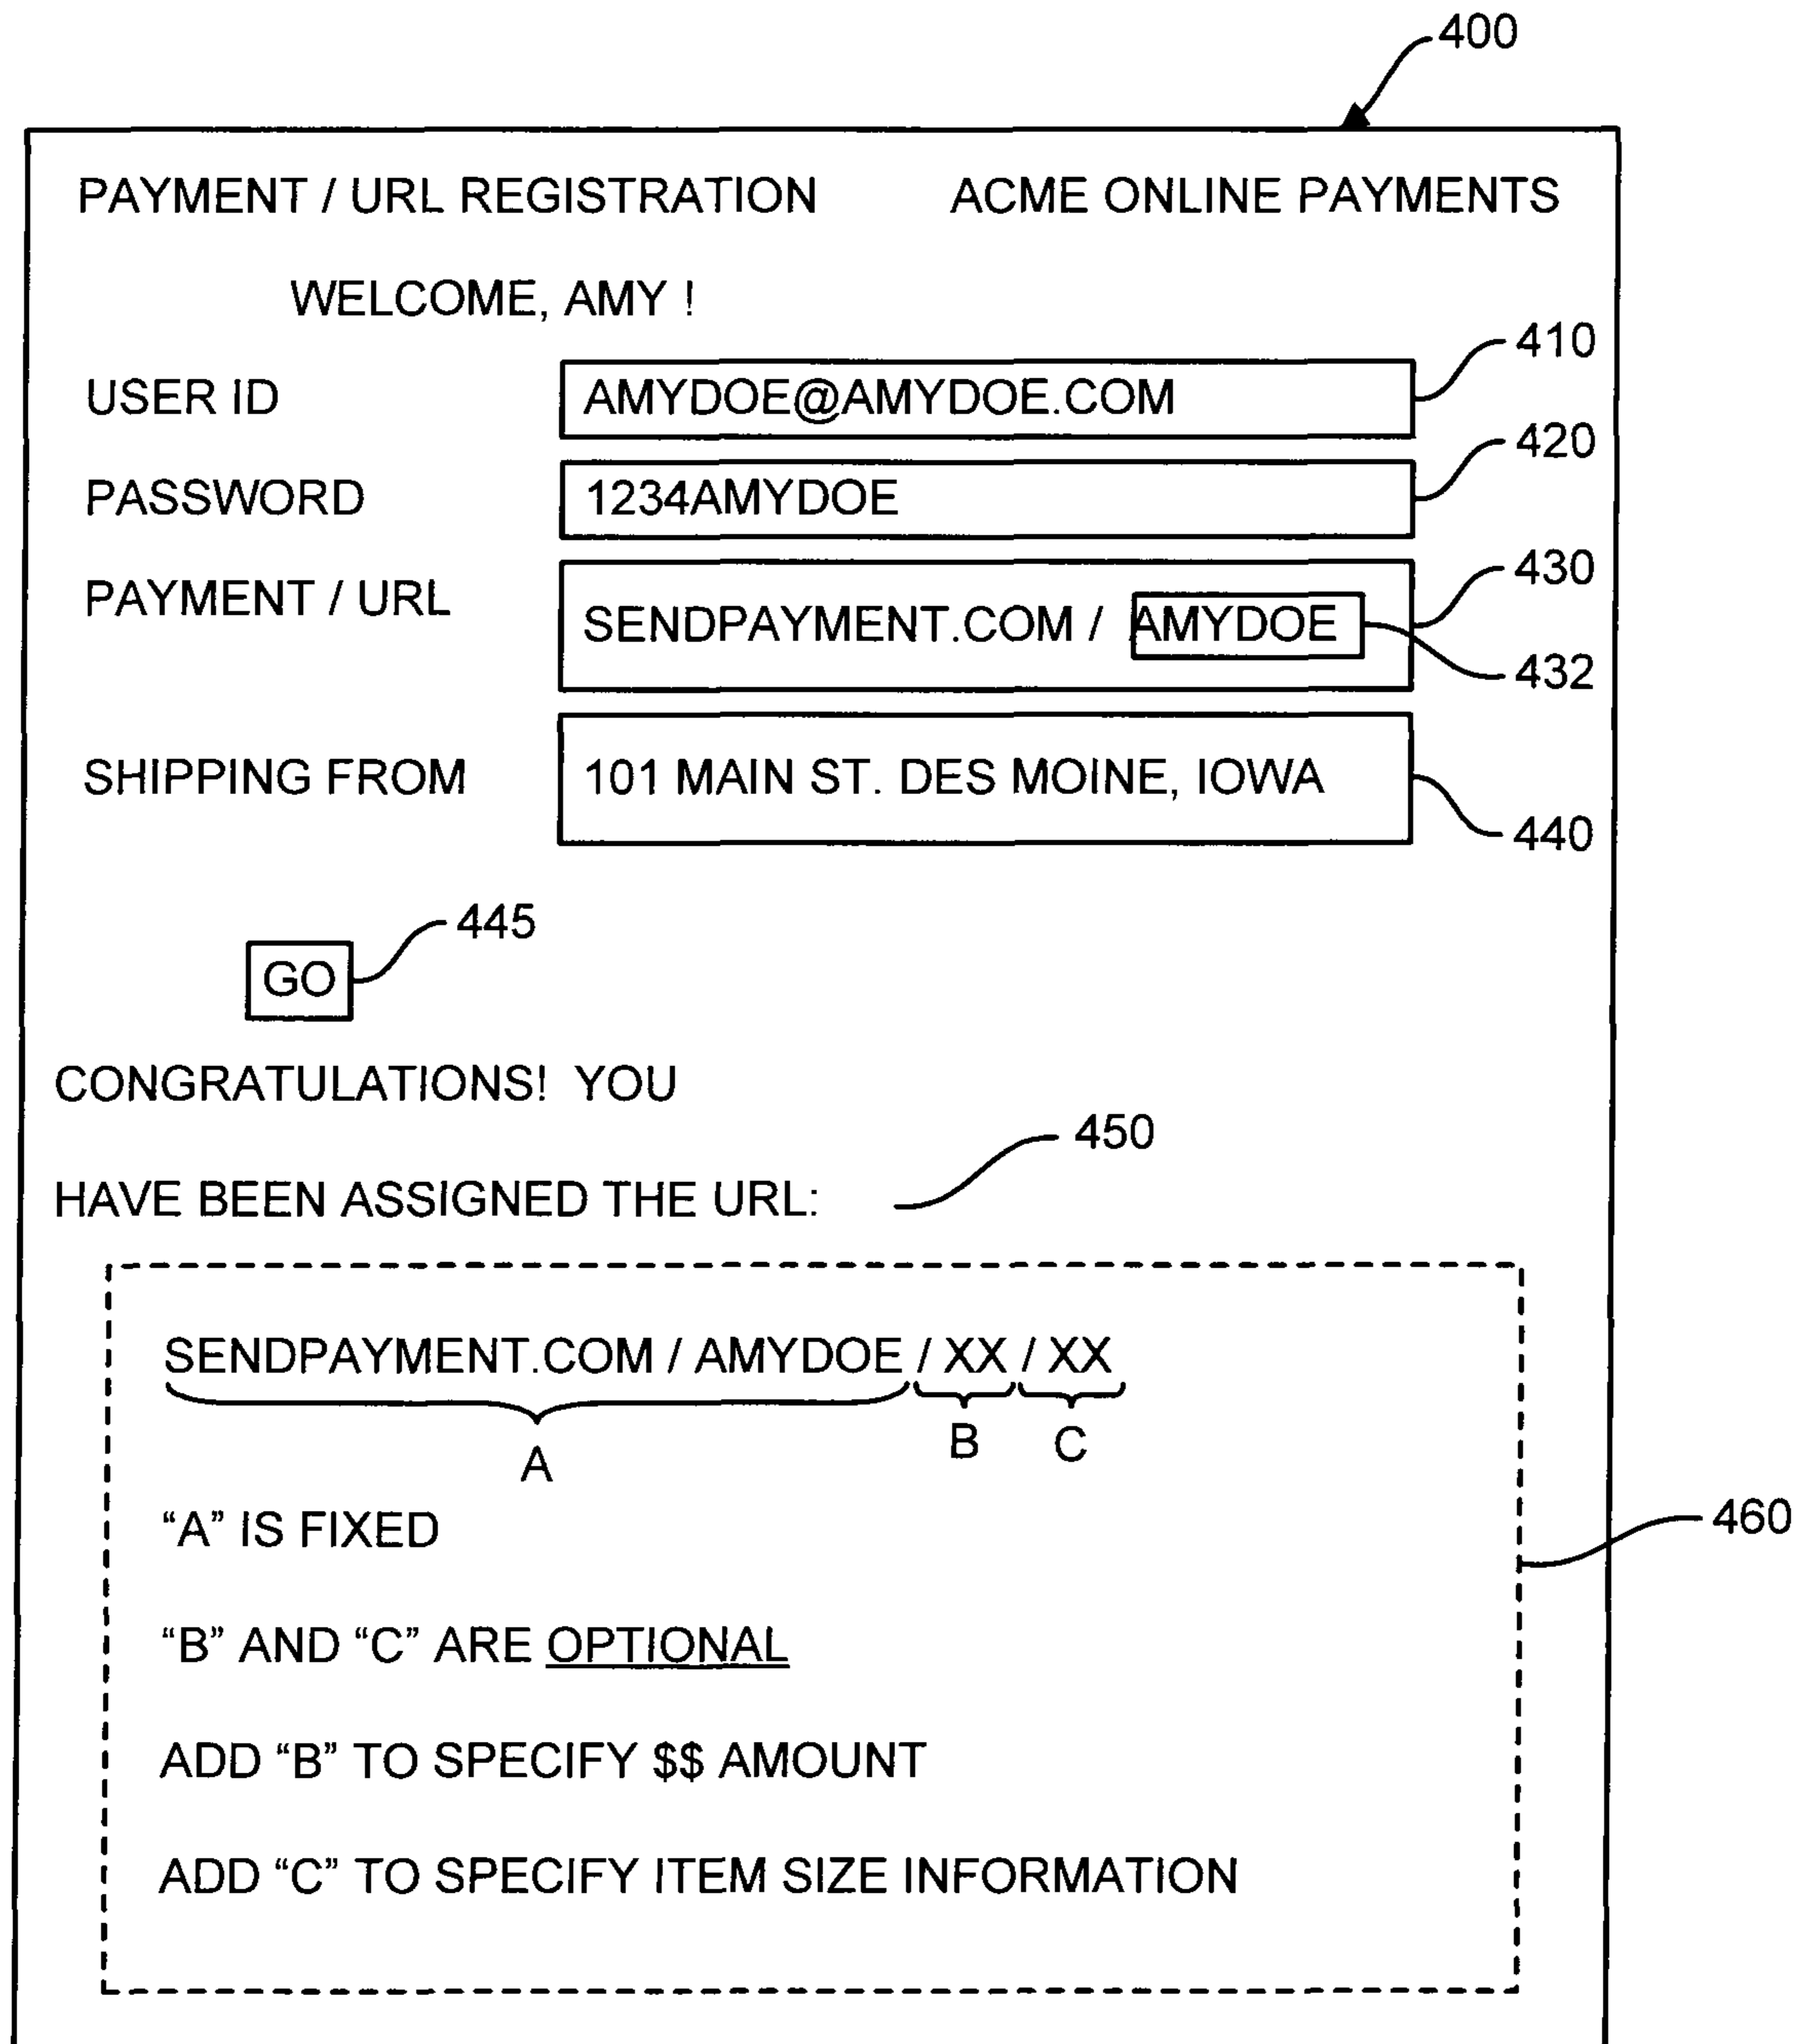 400
PAYMENT / URL REGISTRATION ACME ONLINE PAYMENTS
WELCOME, AMY !
410
USER ID AMYDOE@AMYDOE.COM
420
PASSWORD 1234AMYDOE
430
PAYMENT / URL SENDPAYMENT.COM / AMYDOE
432
SHIPPING FROM 101 MAIN ST. DES MOINE, IOWA
440
445
GO
CONGRATULATIONS! YOU
450
HAVE BEEN ASSIGNED THE URL:
SENDPAYMENT.COM / AMYDOE / XX / XX
A B C
“A” IS FIXED
460
“B” AND “C” ARE OPTIONAL
ADD “B” TO SPECIFY $$ AMOUNT
ADD “C” TO SPECIFY ITEM SIZE INFORMATION